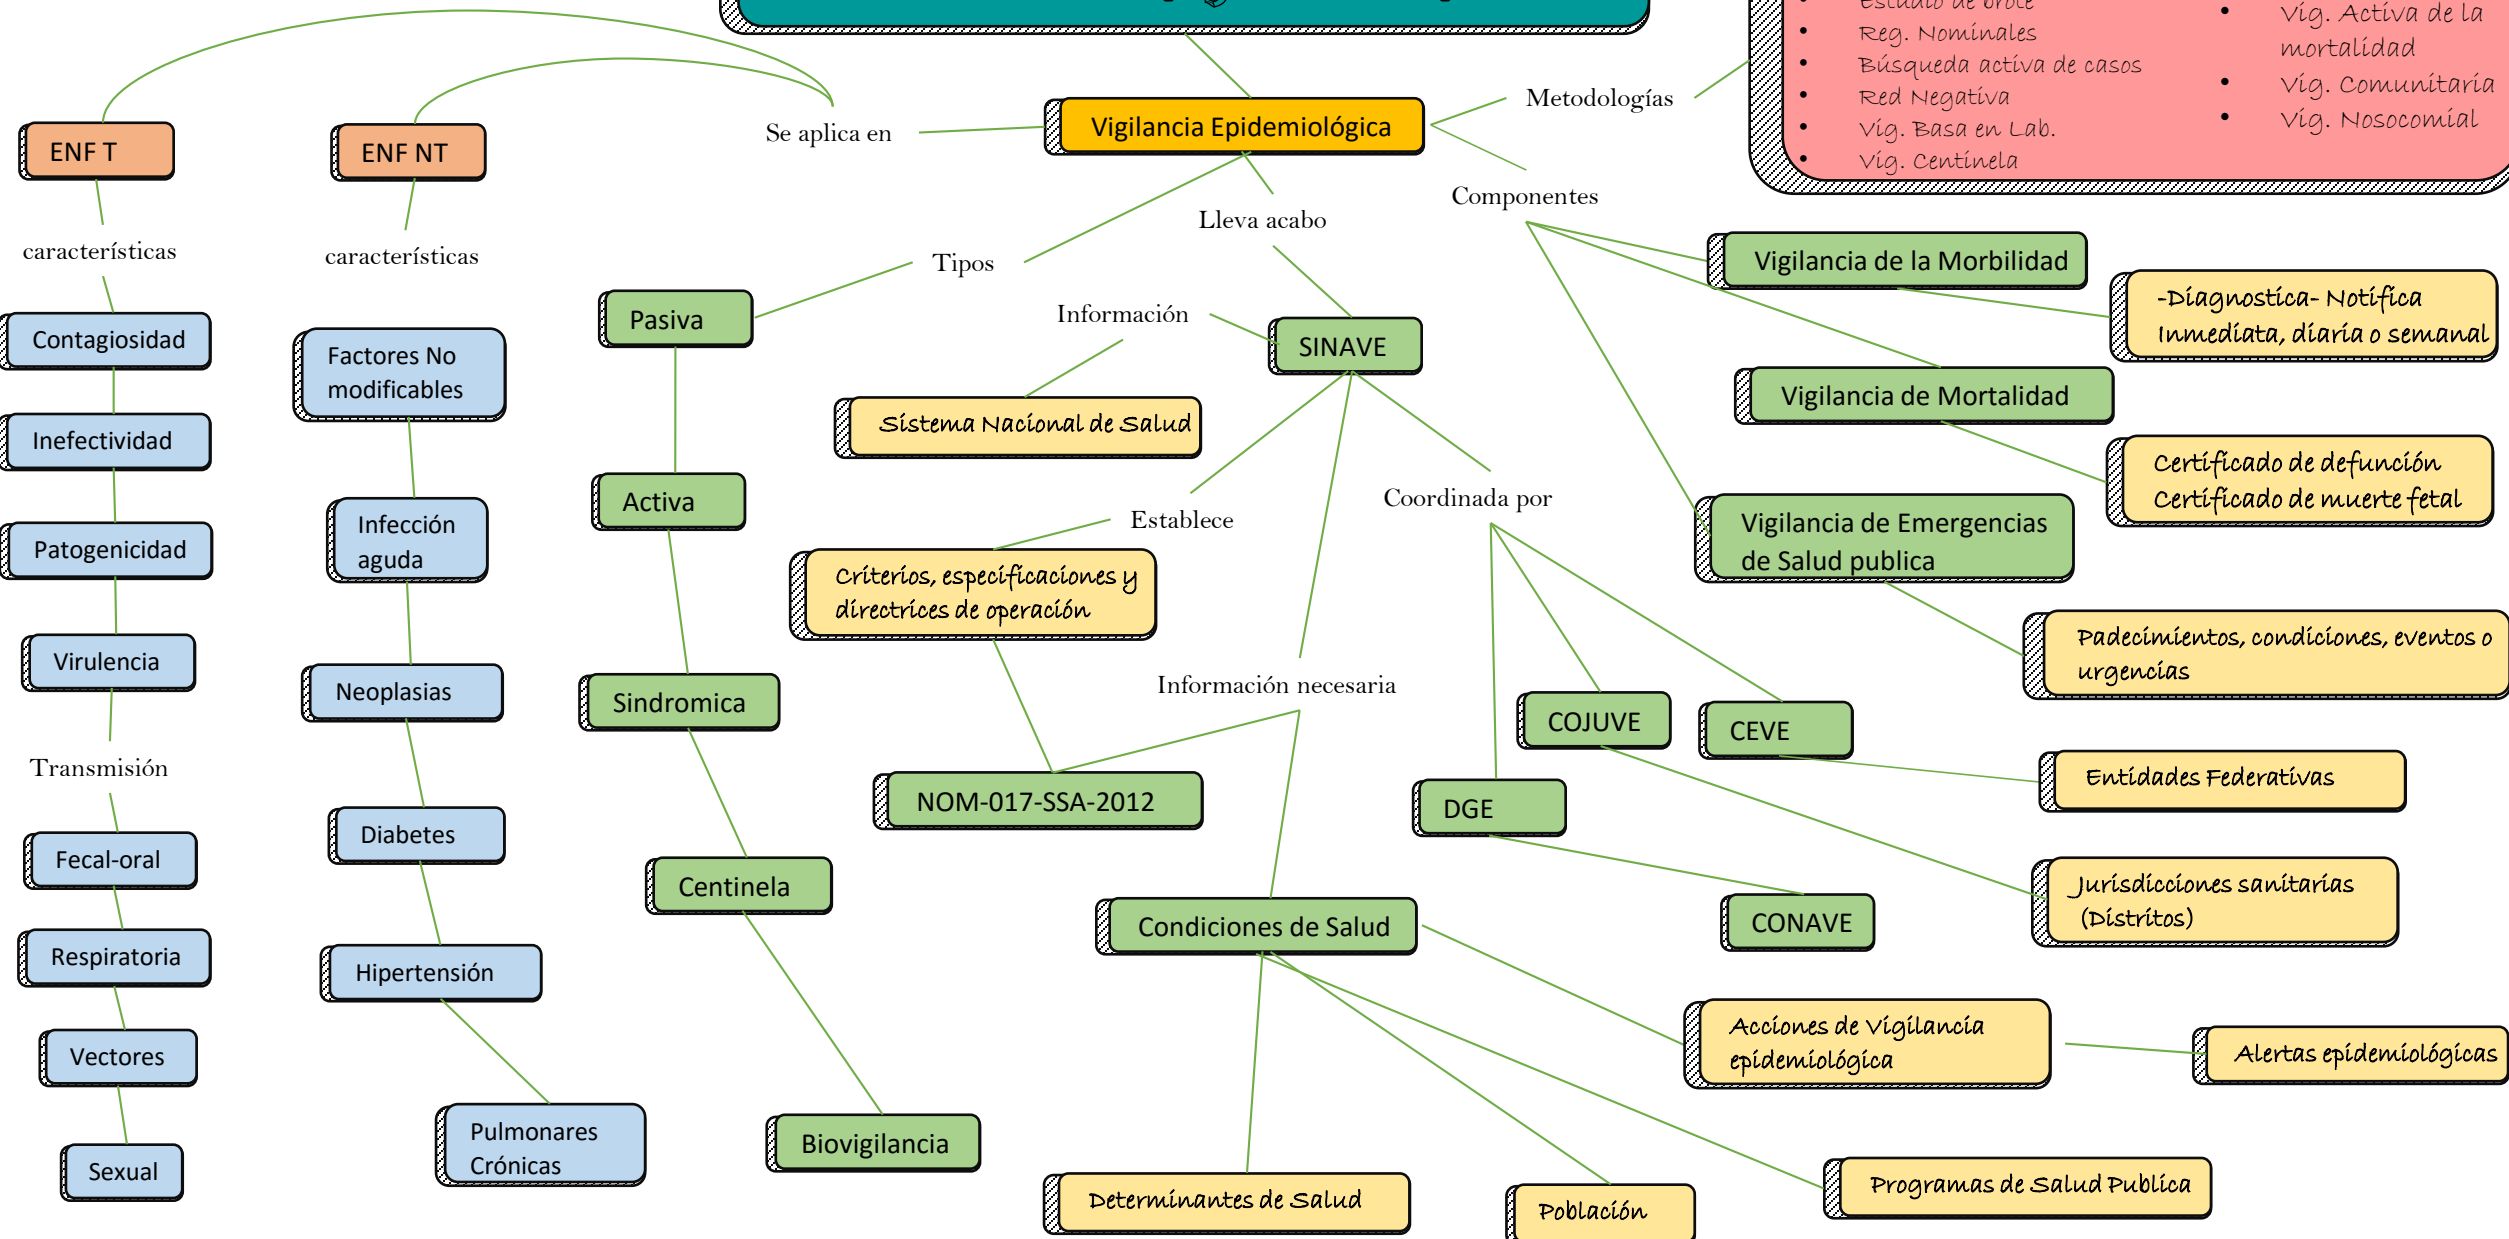 Estudio de brote
Reg. Nominales
Búsqueda activa de casos
Red Negativa
Vig. Basa en Lab.
Vig. Centinela
Vig. Activa de la
mortalidad
Vig. Comunitaria
Vig. Nosocomial
Metodologías
Vigilancia Epidemiológica
Se aplica en
ENF T
ENF NT
características
características
Contagiosidad
Inefectividad
Patogenicidad
Virulencia
Transmisión
Fecal-oral
Respiratoria
Vectores
Sexual
Factores No
modificables
Infección
aguda
Neoplasias
Diabetes
Hipertensión
Pulmonares
Crónicas
Tipos
Pasiva
Activa
Sindromica
Centinela
Biovigilancia
Lleva acabo
SINAVE
Información
Sistema Nacional de Salud
Establece
Criterios, especificaciones y
directrices de operación
NOM-017-SSA-2012
Información necesaria
Condiciones de Salud
Determinantes de Salud
Población
Programas de Salud Publica
Acciones de Vigilancia
epidemiológica
Alertas epidemiológicas
Coordinada por
COJUVE
CEVE
DGE
CONAVE
Entidades Federativas
Jurisdicciones sanitarias
(Distritos)
Componentes
Vigilancia de la Morbilidad
-Diagnostica- Notifica
Inmediata, diaria o semanal
Vigilancia de Mortalidad
Certificado de defunción
Certificado de muerte fetal
Vigilancia de Emergencias
de Salud publica
Padecimientos, condiciones, eventos o
urgencias